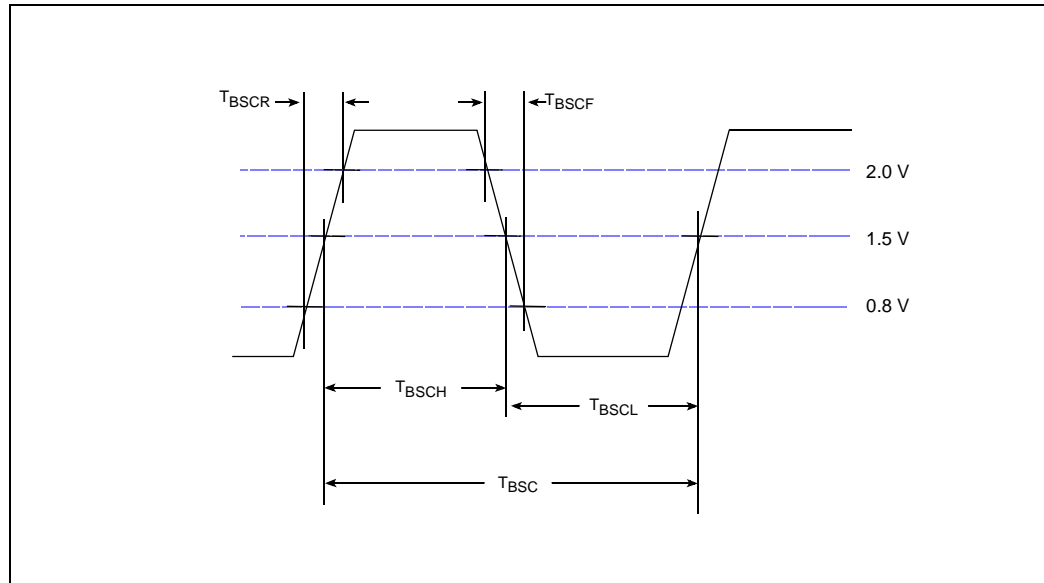 TBSCR
TBSCF
2.0 V
1.5 V
0.8 V
TBSCH
TBSCL
TBSC